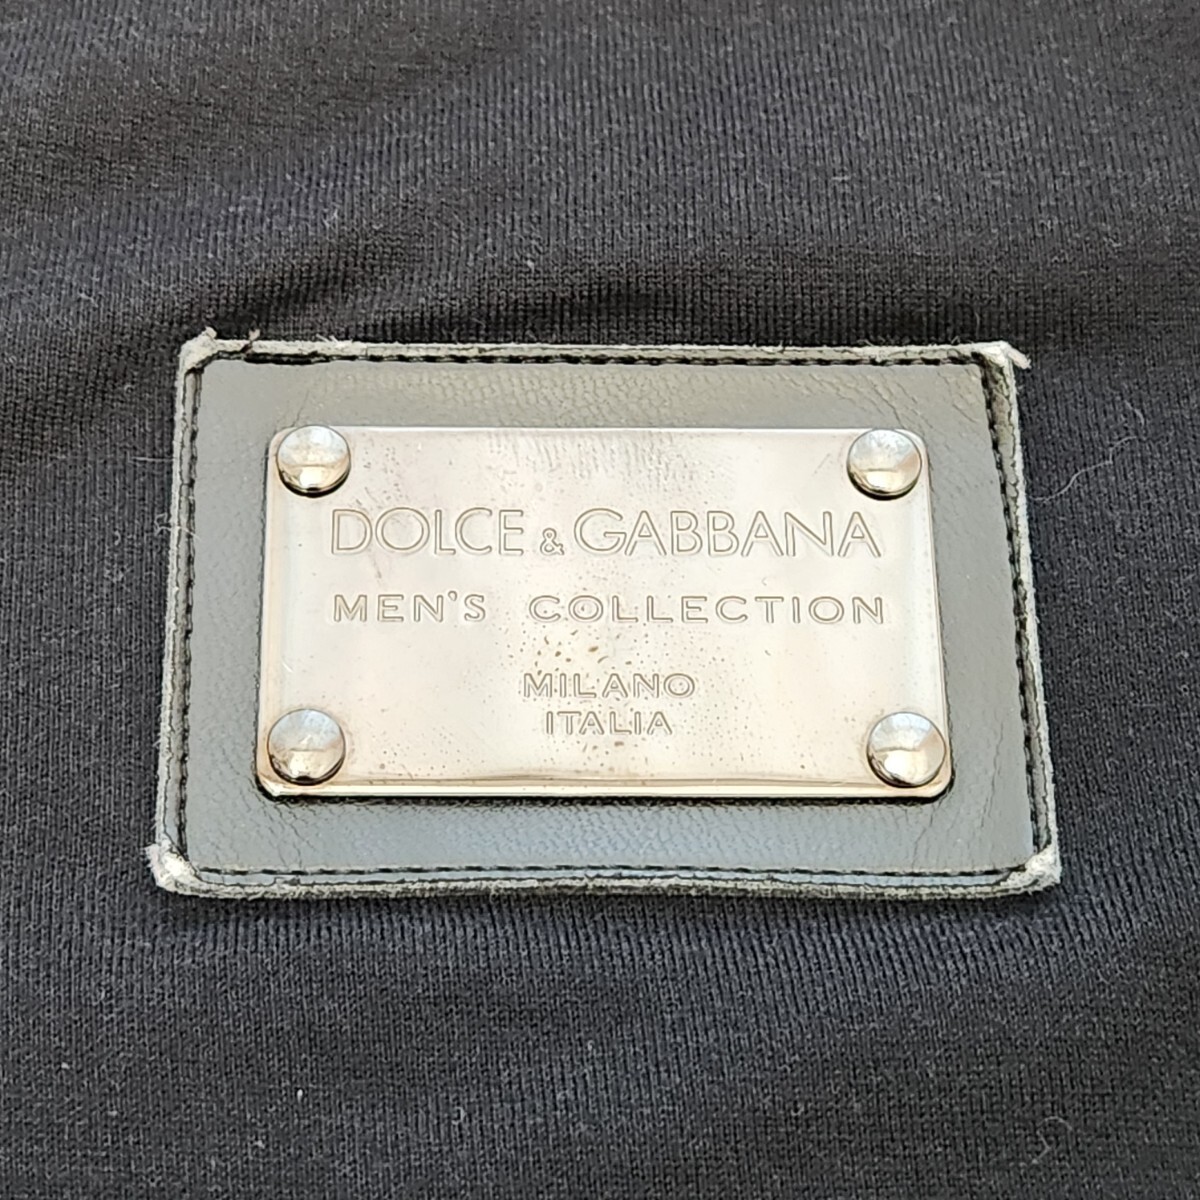 DOLCE & GABBANA
MEN'S COLLECTION
MILANO
ITALIA